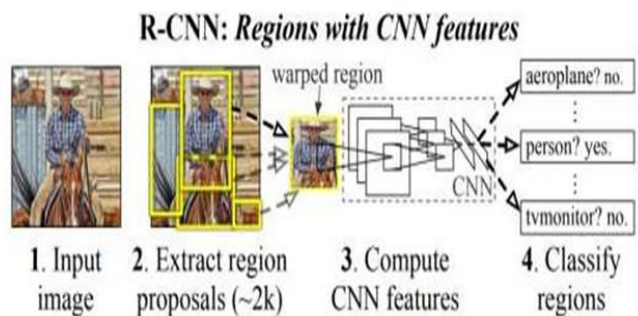 R-CNN: Regions with CNN features
warped region
aeroplane? no.
person? yes.
tvmonitor? no.
CNN
1. Input
image
2. Extract region
proposals (~2k)
3. Compute
CNN features
4. Classify
regions